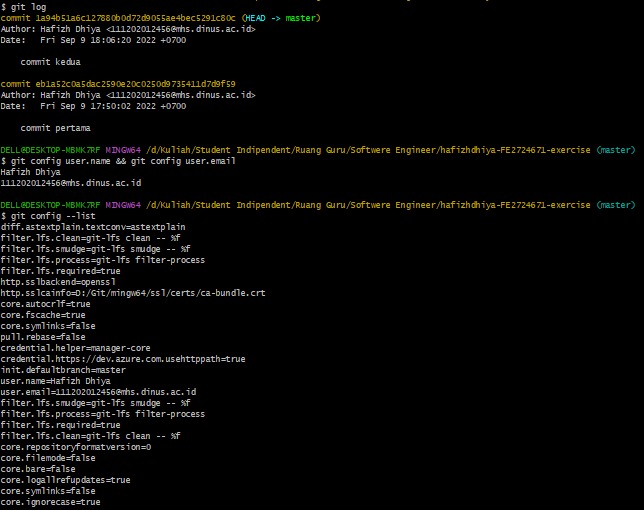 $ git log
commit 1a94b51a6c127880b0d72d9055ae4bec5291c80c (HEAD -> master)
Author: Hafizh Dhiya <111202012456@mhs.dinus.ac.id>
Date:   Fri Sep 9 18:06:20 2022 +0700

    commit kedua

commit eb1a52c0a5dac2590e20c0250d9735411d7d9f59
Author: Hafizh Dhiya <111202012456@mhs.dinus.ac.id>
Date:   Fri Sep 9 17:50:02 2022 +0700

    commit pertama

DELL@DESKTOP-MBMK7RF MINGW64 /d/Kuliah/Student Indipendent/Ruang Guru/Softwere Engineer/hafizhdhiya-FE2724671-exercise (master)
$ git config user.name && git config user.email
Hafizh Dhiya
111202012456@mhs.dinus.ac.id

DELL@DESKTOP-MBMK7RF MINGW64 /d/Kuliah/Student Indipendent/Ruang Guru/Softwere Engineer/hafizhdhiya-FE2724671-exercise (master)
$ git config --list
diff.astextplain.textconv=astextplain
filter.lfs.clean=git-lfs clean -- %f
filter.lfs.smudge=git-lfs smudge -- %f
filter.lfs.process=git-lfs filter-process
filter.lfs.required=true
http.sslbackend=openssl
http.sslcainfo=D:/Git/mingw64/ssl/certs/ca-bundle.crt
core.autocrlf=true
core.fscache=true
core.symlinks=false
pull.rebase=false
credential.helper=manager-core
credential.https://dev.azure.com.usehttppath=true
init.defaultbranch=master
user.name=Hafizh Dhiya
user.email=111202012456@mhs.dinus.ac.id
filter.lfs.smudge=git-lfs smudge -- %f
filter.lfs.process=git-lfs filter-process
filter.lfs.required=true
filter.lfs.clean=git-lfs clean -- %f
core.repositoryformatversion=0
core.filemode=false
core.bare=false
core.logallrefupdates=true
core.symlinks=false
core.ignorecase=true